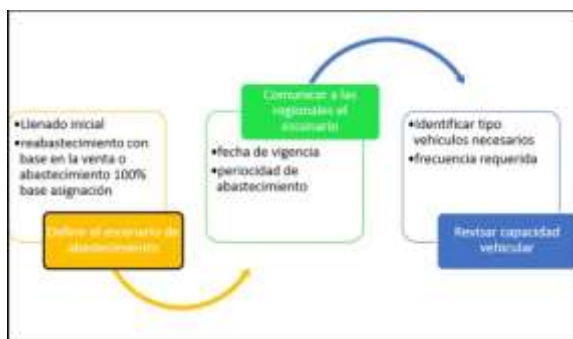 •Llenado inicial
•reabastecimiento con
base en la venta o
abastecimiento 100%
base asignación
Definir el escenario de
abastecimiento
Comunicar a las
regionales el
escenario
•fecha de vigencia
•periocidad de
abastecimiento
•Identificar tipo
vehículos necesarios
•frecuencia requerida
Revisar capacidad
vehicular